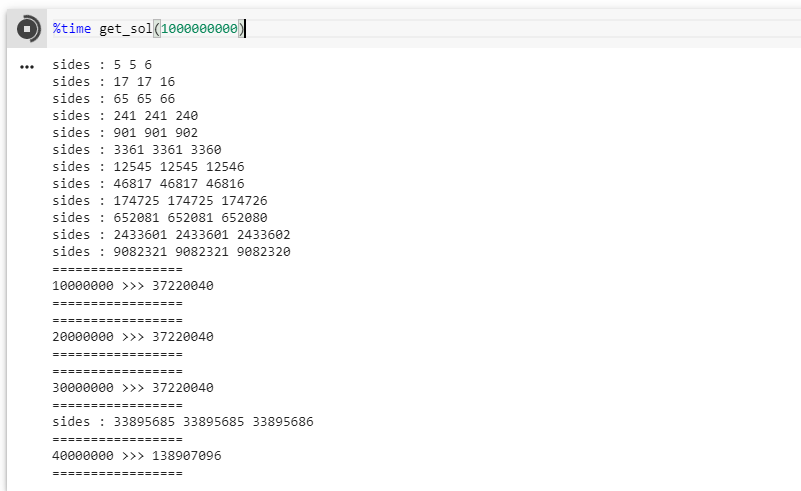 %time get_sol(1000000000)
... sides : 5 5 6
sides : 17 17 16
sides : 65 65 66
sides : 241 241 240
sides : 901 901 902
sides : 3361 3361 3360
sides : 12545 12545 12546
sides : 46817 46817 46816
sides : 174725 174725 174726
sides : 652081 652081 652080
sides : 2433601 2433601 2433602
sides : 9082321 9082321 9082320
=================
10000000 >>> 37220040
=================
=================
20000000 >>> 37220040
=================
=================
30000000 >>> 37220040
=================
sides : 33895685 33895685 33895686
=================
40000000 >>> 138907096
=================